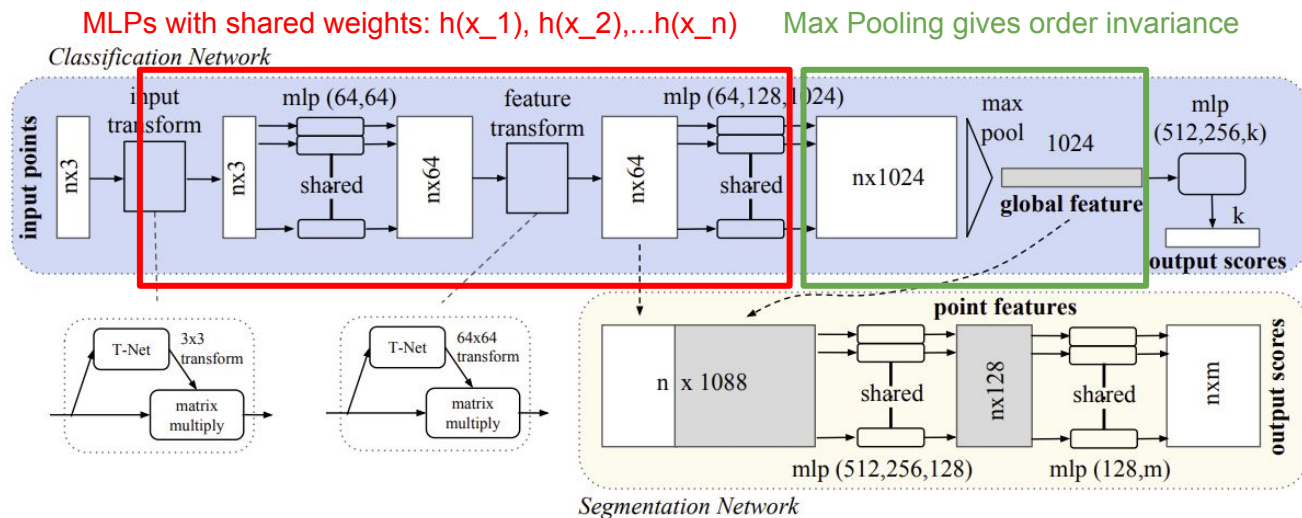 MLPs with shared weights: h(x_1), h(x_2),...h(x_n)
Max Pooling gives order invariance
Classification Network
input points
nx3
input
transform
nx3
mlp (64,64)
shared
nx64
feature
transform
nx64
mlp (64,128,1024)
shared
nx1024
max
pool
1024
global feature
mlp
(512,256,k)
k
output scores
T-Net
3x3
transform
matrix
multiply
T-Net
64x64
transform
matrix
multiply
point features
n x 1088
shared
mlp (512,256,128)
nx128
shared
mlp (128,m)
nxm
output scores
Segmentation Network